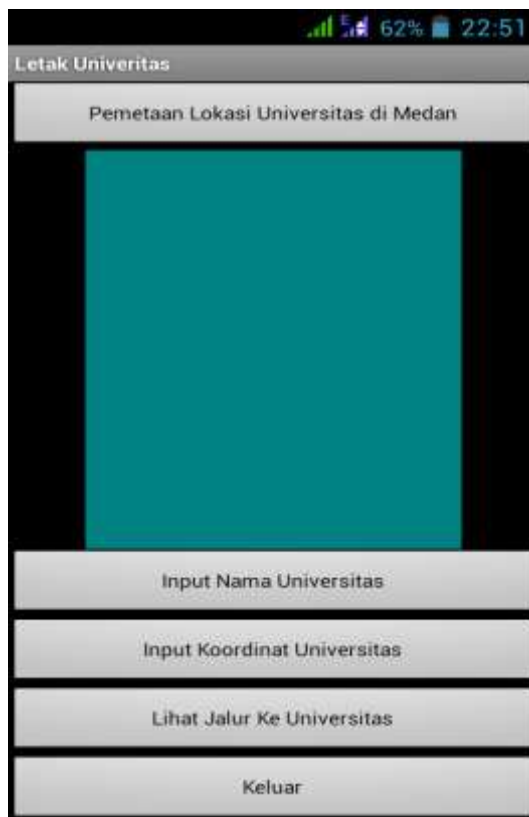 E 62% 22:51
Letak Univeritas
Pemetaan Lokasi Universitas di Medan
Input Nama Universitas
Input Koordinat Universitas
Lihat Jalur Ke Universitas
Keluar